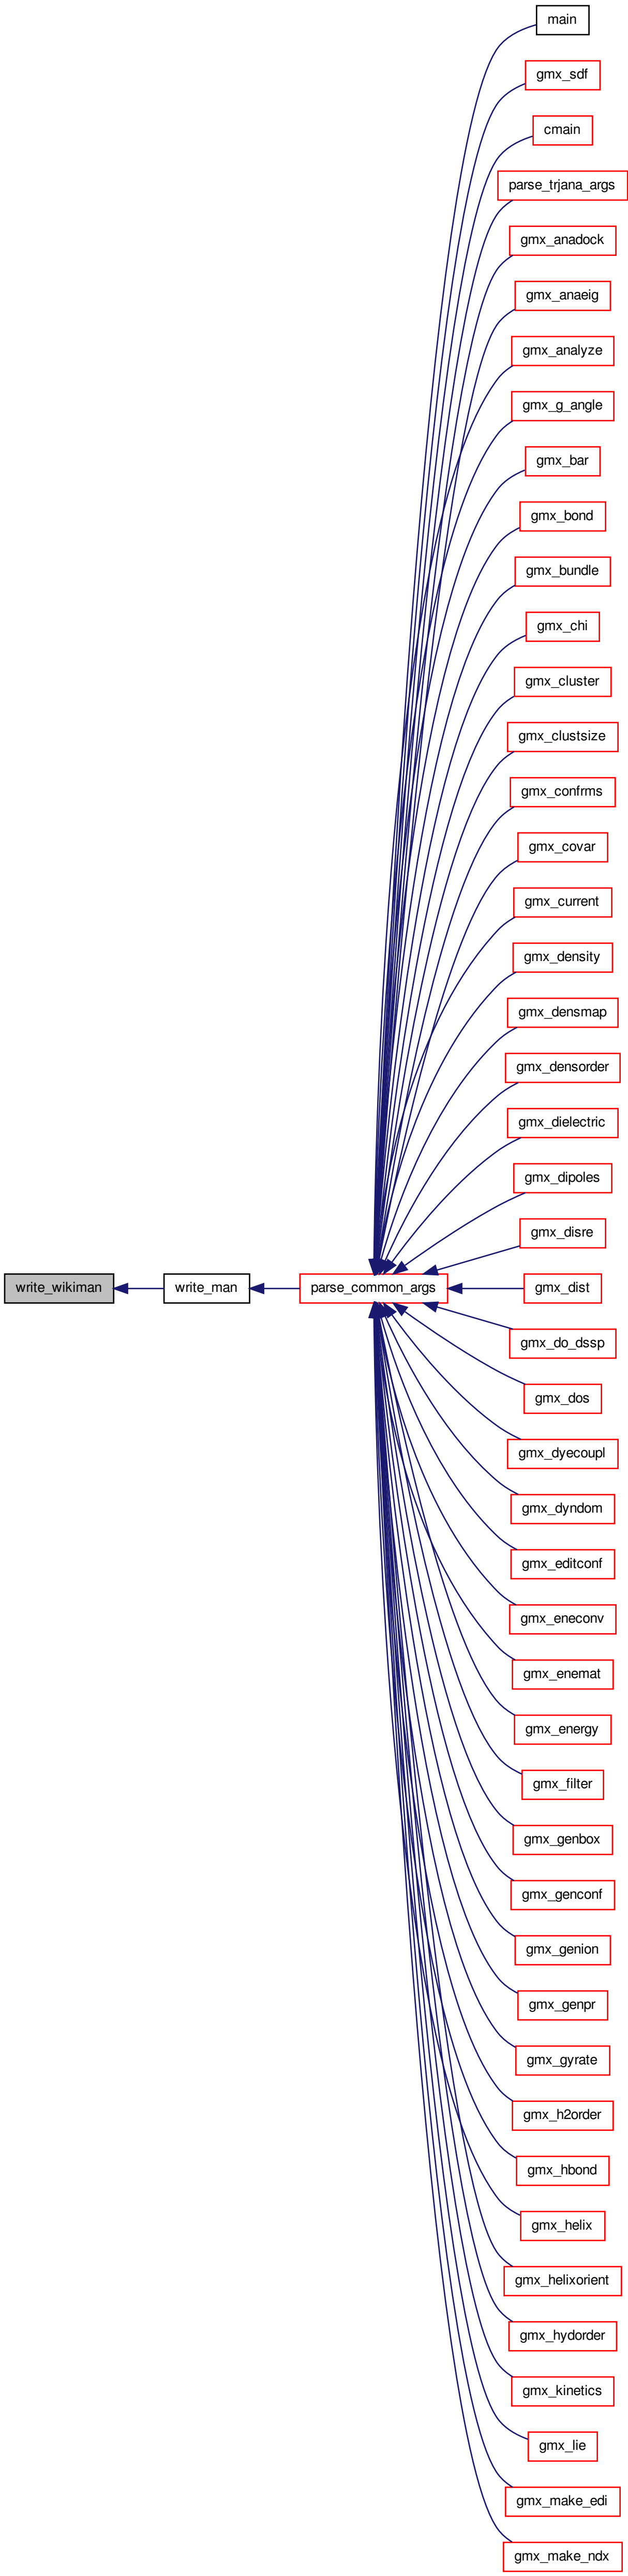 main
gmx_sdf
cmain
parse_trjana_args
gmx_anadock
gmx_anaeig
gmx_analyze
gmx_g_angle
gmx_bar
gmx_bond
gmx_bundle
gmx_chi
gmx_cluster
gmx_clustsize
gmx_confrms
gmx_covar
gmx_current
gmx_density
gmx_densmap
gmx_densorder
gmx_dielectric
gmx_dipoles
gmx_disre
write_wikiman
write_man
parse_common_args
gmx_dist
gmx_do_dssp
gmx_dos
gmx_dyecoupl
gmx_dyndom
gmx_editconf
gmx_eneconv
gmx_enemat
gmx_energy
gmx_filter
gmx_genbox
gmx_genconf
gmx_genion
gmx_genpr
gmx_gyrate
gmx_h2order
gmx_hbond
gmx_helix
gmx_helixorient
gmx_hydorder
gmx_kinetics
gmx_lie
gmx_make_edi
gmx_make_ndx